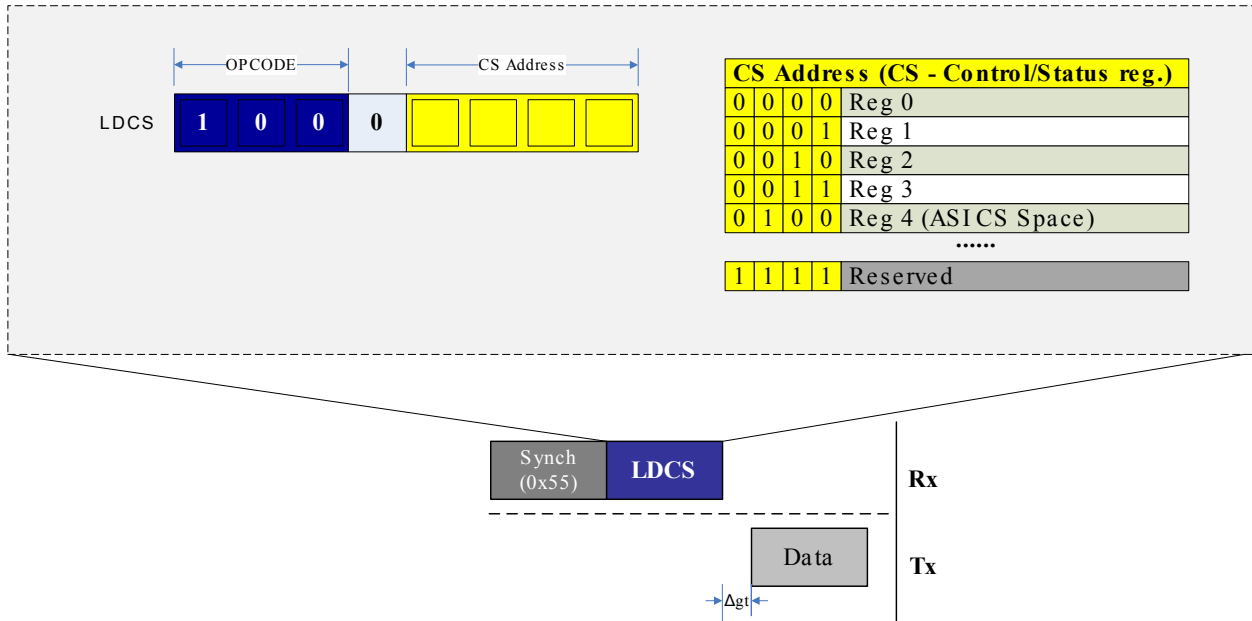 OPCODE
CS Address
LDCS
1 0 0 0
CS Address (CS - Control/Status reg.)
0 0 0 0 Reg 0
0 0 0 1 Reg 1
0 0 1 0 Reg 2
0 0 1 1 Reg 3
0 1 0 0 Reg 4 (ASICS Space)
......
1 1 1 1 Reserved
Synch
(0x55)
LDCS
Rx
Data
Tx
Δgt